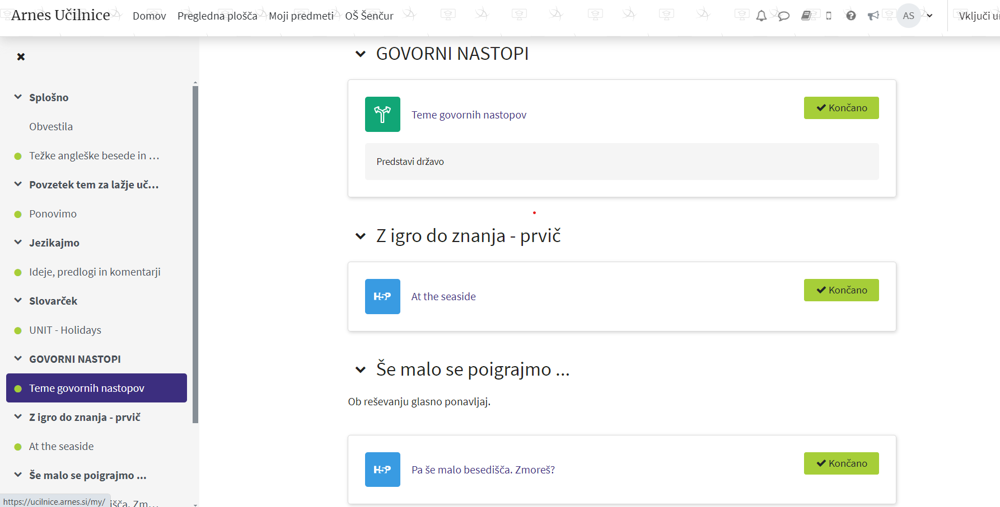 Arnes Učilnice
Domov
Pregledna plošča
Moji predmeti
OŠ Šenčur
AS
Vključi
Splošno
Obvestila
Težke angleške besede in ...
Povzetek tem za lažje uč...
Ponovimo
Jezikajmo
Ideje, predlogi in komentarji
Slovarček
UNIT - Holidays
GOVORNI NASTOPI
Teme govornih nastopov
Z igro do znanja - prvič
At the seaside
Še malo se poigrajmo ...
https://ucilnice.arnes.si/my/
GOVORNI NASTOPI
Teme govornih nastopov
Končano
Predstavi državo
Z igro do znanja - prvič
H5P
At the seaside
Končano
Še malo se poigrajmo ...
Ob reševanju glasno ponavljaj.
H5P
Pa še malo besedišča. Zmoreš?
Končano